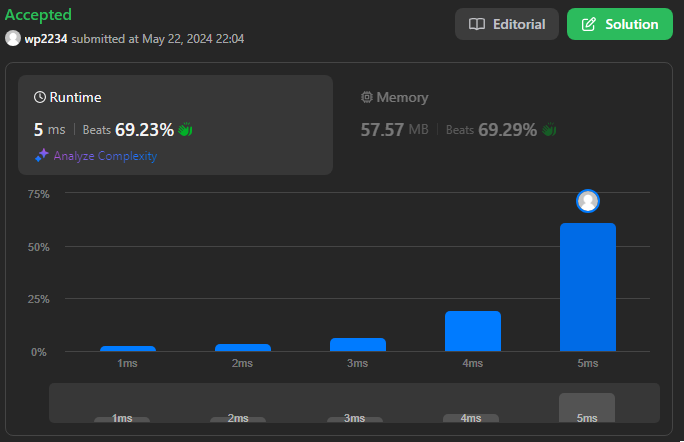 Accepted
wp2234 submitted at May 22, 2024 22:04
Editorial
Solution
Runtime
5 ms | Beats 69.23%
Analyze Complexity
Memory
57.57 MB | Beats 69.29%
75%
50%
25%
0%
1ms 2ms 3ms 4ms 5ms
1ms 2ms 3ms 4ms 5ms